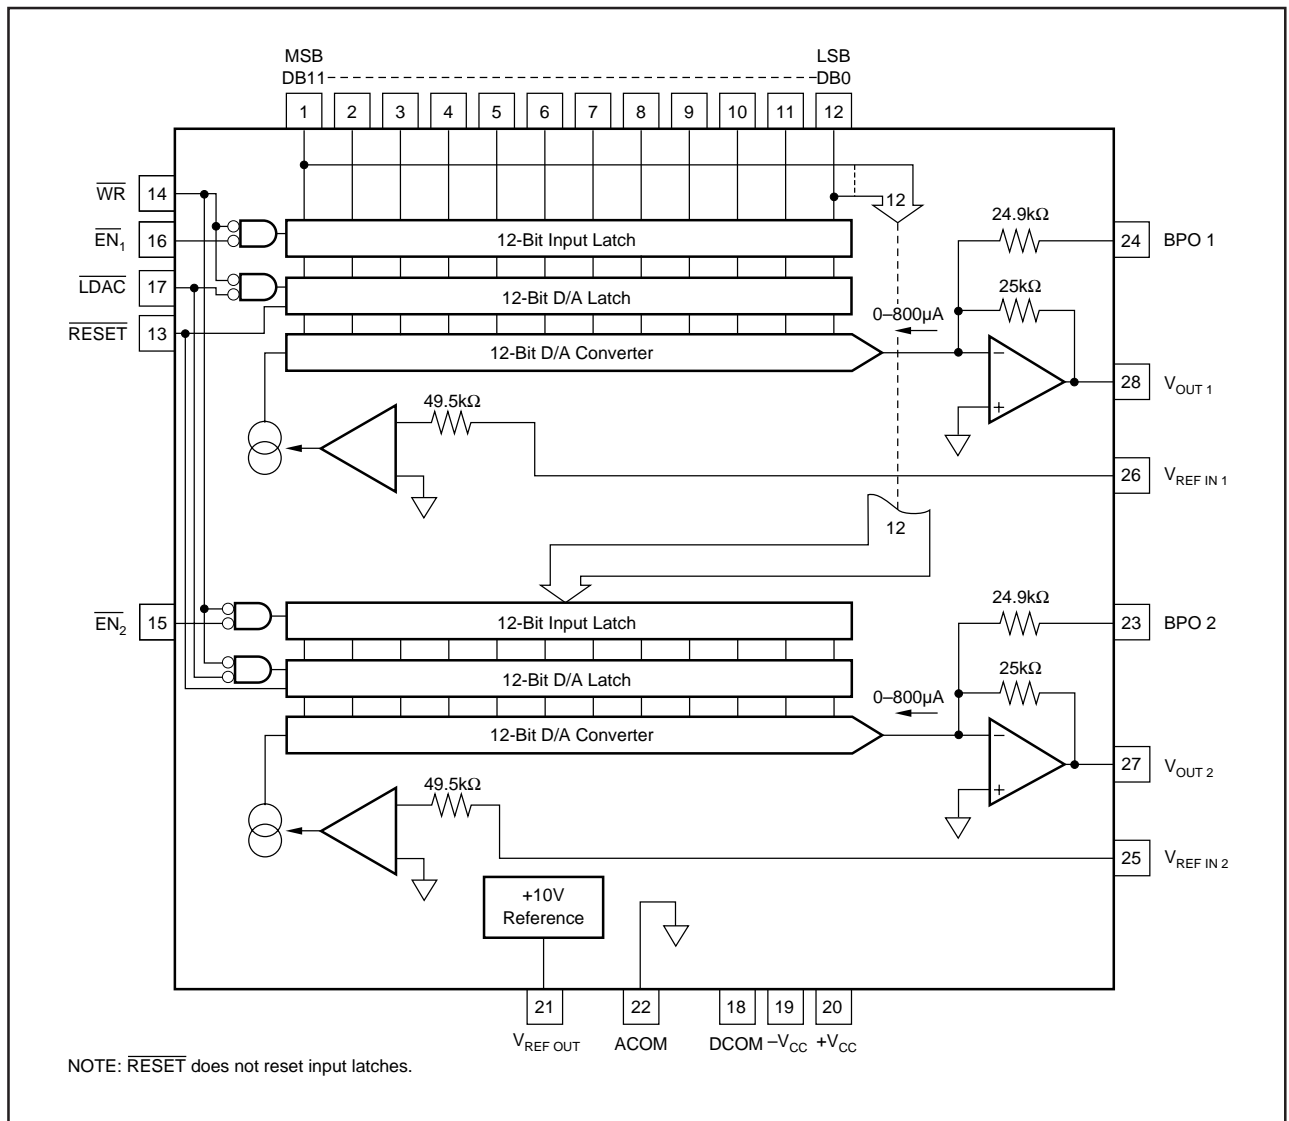 MSB LSB
DB11 DB0
1 2 3 4 5 6 7 8 9 10 11 12
WR 14
12
24.9kΩ
EN1 16
12-Bit Input Latch
24 BPO 1
LDAC 17
12-Bit D/A Latch
25kΩ
0–800µA
RESET 13
12-Bit D/A Converter
–
28 VOUT 1
49.5kΩ
+
26 VREF IN 1
12
24.9kΩ
EN2 15
12-Bit Input Latch
23 BPO 2
12-Bit D/A Latch
25kΩ
0–800µA
12-Bit D/A Converter
–
27 VOUT 2
49.5kΩ
+
25 VREF IN 2
+10V
Reference
21 22 18 19 20
VREF OUT ACOM DCOM –VCC +VCC
NOTE: RESET does not reset input latches.